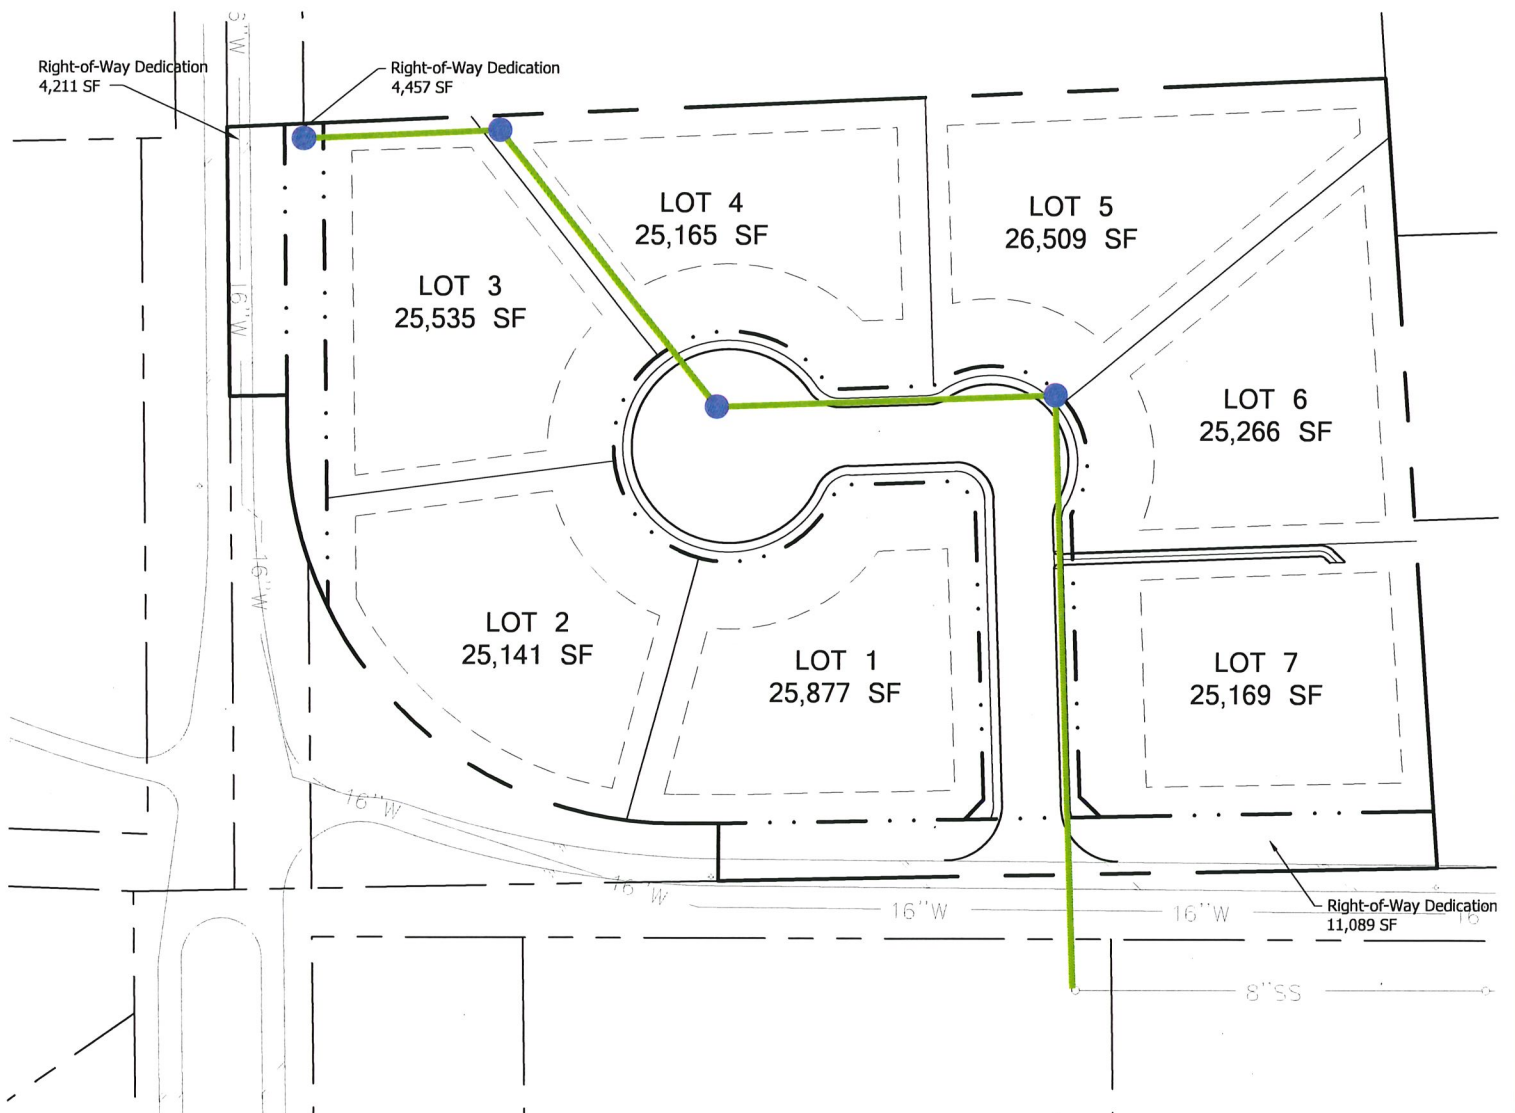 6"W
Right-of-Way Dedication
4,211 SF
Right-of-Way Dedication
4,457 SF
LOT 4
25,165 SF
LOT 5
26,509 SF
LOT 3
25,535 SF
16"W
LOT 6
25,266 SF
16"W
LOT 2
25,141 SF
LOT 1
25,877 SF
LOT 7
25,169 SF
16"W
16"W
16"W
16"W
Right-of-Way Dedication
16
11,089 SF
8"SS